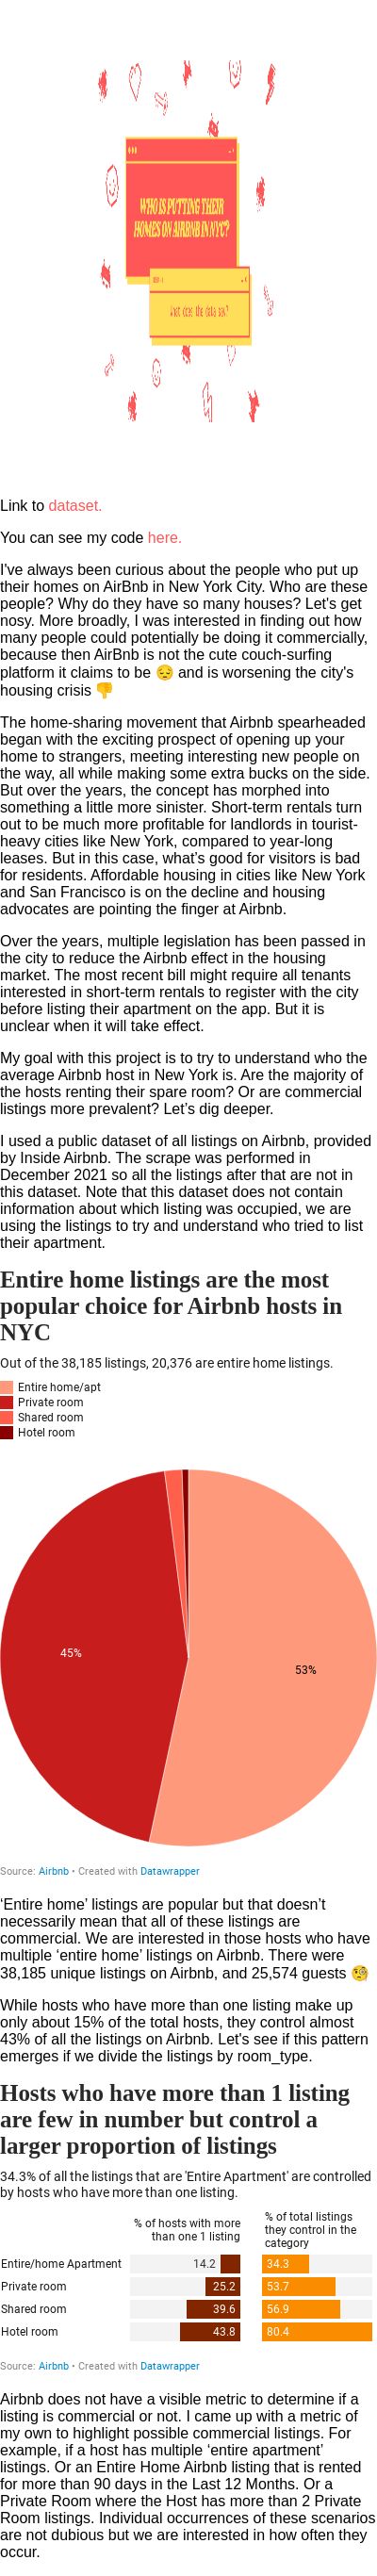 WHO IS PUTTING THEIR
HOMES ON AIRBNB IN NYC?
What does the data say?
Link to dataset.
You can see my code here.
I've always been curious about the people who put up
their homes on AirBnb in New York City. Who are these
people? Why do they have so many houses? Let's get
nosy. More broadly, I was interested in finding out how
many people could potentially be doing it commercially,
because then AirBnb is not the cute couch-surfing
platform it claims to be 😔 and is worsening the city's
housing crisis 👎
The home-sharing movement that Airbnb spearheaded
began with the exciting prospect of opening up your
home to strangers, meeting interesting new people on
the way, all while making some extra bucks on the side.
But over the years, the concept has morphed into
something a little more sinister. Short-term rentals turn
out to be much more profitable for landlords in tourist-
heavy cities like New York, compared to year-long
leases. But in this case, what's good for visitors is bad
for residents. Affordable housing in cities like New York
and San Francisco is on the decline and housing
advocates are pointing the finger at Airbnb.
Over the years, multiple legislation has been passed in
the city to reduce the Airbnb effect in the housing
market. The most recent bill might require all tenants
interested in short-term rentals to register with the city
before listing their apartment on the app. But it is
unclear when it will take effect.
My goal with this project is to try to understand who the
average Airbnb host in New York is. Are the majority of
the hosts renting their spare room? Or are commercial
listings more prevalent? Let's dig deeper.
I used a public dataset of all listings on Airbnb, provided
by Inside Airbnb. The scrape was performed in
December 2021 so all the listings after that are not in
this dataset. Note that this dataset does not contain
information about which listing was occupied, we are
using the listings to try and understand who tried to list
their apartment.
Entire home listings are the most
popular choice for Airbnb hosts in
NYC
Out of the 38,185 listings, 20,376 are entire home listings.
Entire home/apt
Private room
Shared room
Hotel room
45%
53%
Source: Airbnb • Created with Datawrapper
‘Entire home’ listings are popular but that doesn’t
necessarily mean that all of these listings are
commercial. We are interested in those hosts who have
multiple ‘entire home’ listings on Airbnb. There were
38,185 unique listings on Airbnb, and 25,574 guests 🧐
While hosts who have more than one listing make up
only about 15% of the total hosts, they control almost
43% of all the listings on Airbnb. Let's see if this pattern
emerges if we divide the listings by room_type.
Hosts who have more than 1 listing
are few in number but control a
larger proportion of listings
34.3% of all the listings that are 'Entire Apartment' are controlled
by hosts who have more than one listing.
% of hosts with more
than one 1 listing
% of total listings
they control in the
category
Entire/home Apartment 14.2 34.3
Private room 25.2 53.7
Shared room 39.6 56.9
Hotel room 43.8 80.4
Source: Airbnb • Created with Datawrapper
Airbnb does not have a visible metric to determine if a
listing is commercial or not. I came up with a metric of
my own to highlight possible commercial listings. For
example, if a host has multiple ‘entire apartment’
listings. Or an Entire Home Airbnb listing that is rented
for more than 90 days in the Last 12 Months. Or a
Private Room where the Host has more than 2 Private
Room listings. Individual occurrences of these scenarios
are not dubious but we are interested in how often they
occur.